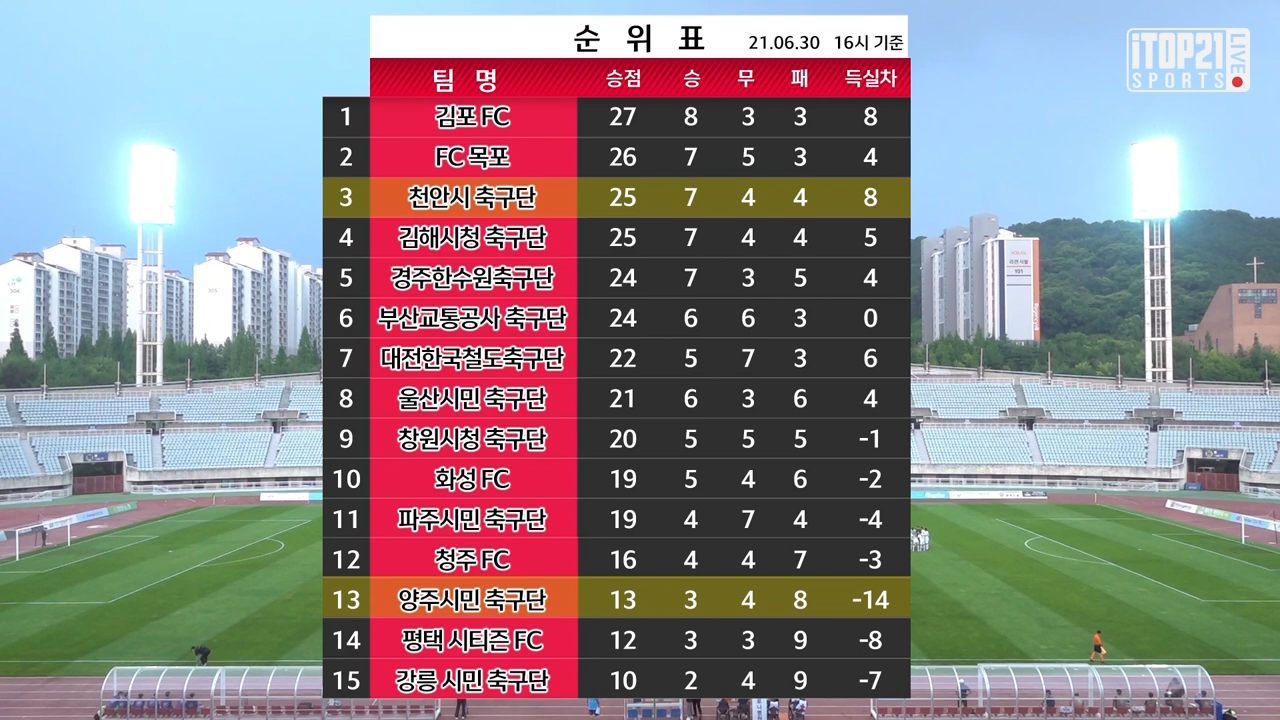 순 위 표 21.06.30 16시 기준
iTOP21 SPORTS LIVE
팀 명 승점 승 무 패 득실차
1 김포 FC 27 8 3 3 8
2 FC 목포 26 7 5 3 4
3 천안시 축구단 25 7 4 4 8
4 김해시청 축구단 25 7 4 4 5
5 경주한수원축구단 24 7 3 5 4
6 부산교통공사 축구단 24 6 6 3 0
7 대전한국철도축구단 22 5 7 3 6
8 울산시민 축구단 21 6 3 6 4
9 창원시청 축구단 20 5 5 5 -1
10 화성 FC 19 5 4 6 -2
11 파주시민 축구단 19 4 7 4 -4
12 청주 FC 16 4 4 7 -3
13 양주시민 축구단 13 3 4 8 -14
14 평택 시티즌 FC 12 3 3 9 -8
15 강릉 시민 축구단 10 2 4 9 -7
101